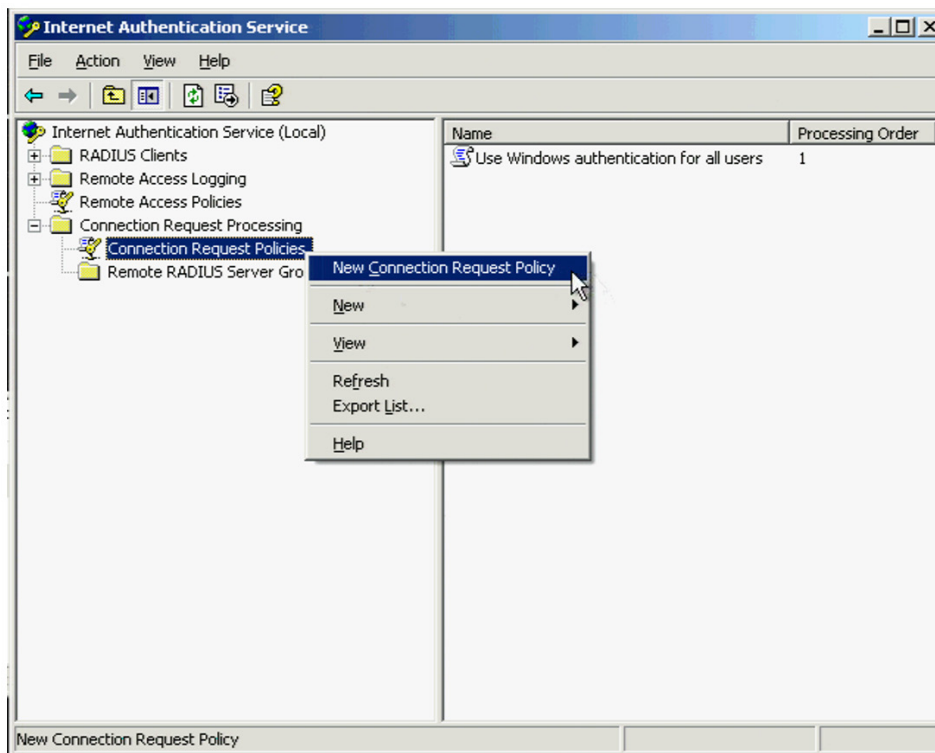 Internet Authentication Service
File Action View Help
Internet Authentication Service (Local)
RADIUS Clients
Remote Access Logging
Remote Access Policies
Connection Request Processing
Connection Request Policies
Remote RADIUS Server Gro
Name Processing Order
Use Windows authentication for all users 1
New Connection Request Policy
New
View
Refresh
Export List...
Help
New Connection Request Policy